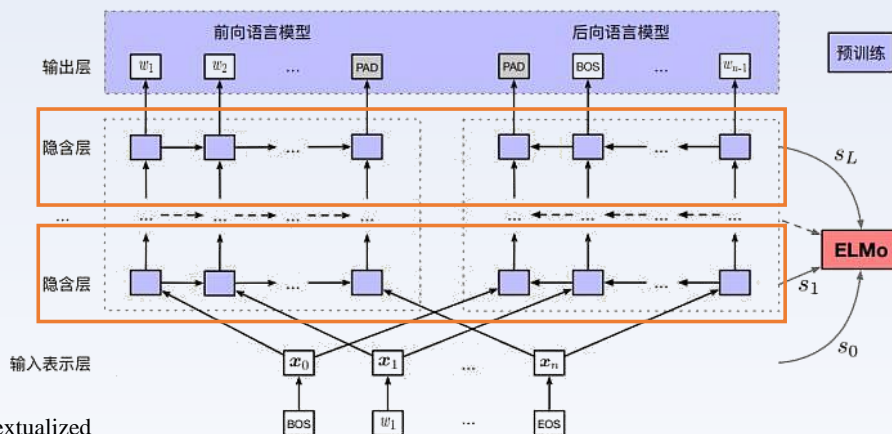 前向语言模型 后向语言模型
预训练
输出层 w1 w2 ... PAD PAD BOS ... wn-1
隐含层 ...  ... sL
... ... ... ... ... ... ... ... ...
ELMo
隐含层 ... ... s1
输入表示层 x0 x1 ... xn s0
BOS w1 ... EOS
extualized